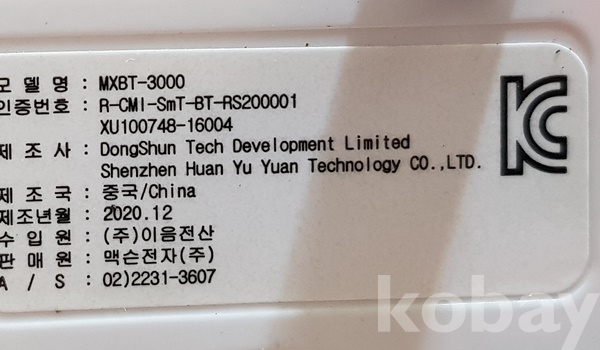 모 델 명 : MXBT-3000
인증번호 : R-CMI-SmT-BT-RS200001
XU100748-16004
제 조 사 : DongShun Tech Development Limited
Shenzhen Huan Yu Yuan Technology CO.,LTD.
제 조 국 : 중국/China
제조년월 : 2020.12
수 입 원 : (주)이음전산
판 매 원 : 맥슨전자(주)
A / S : 02)2231-3607
KC
kobay